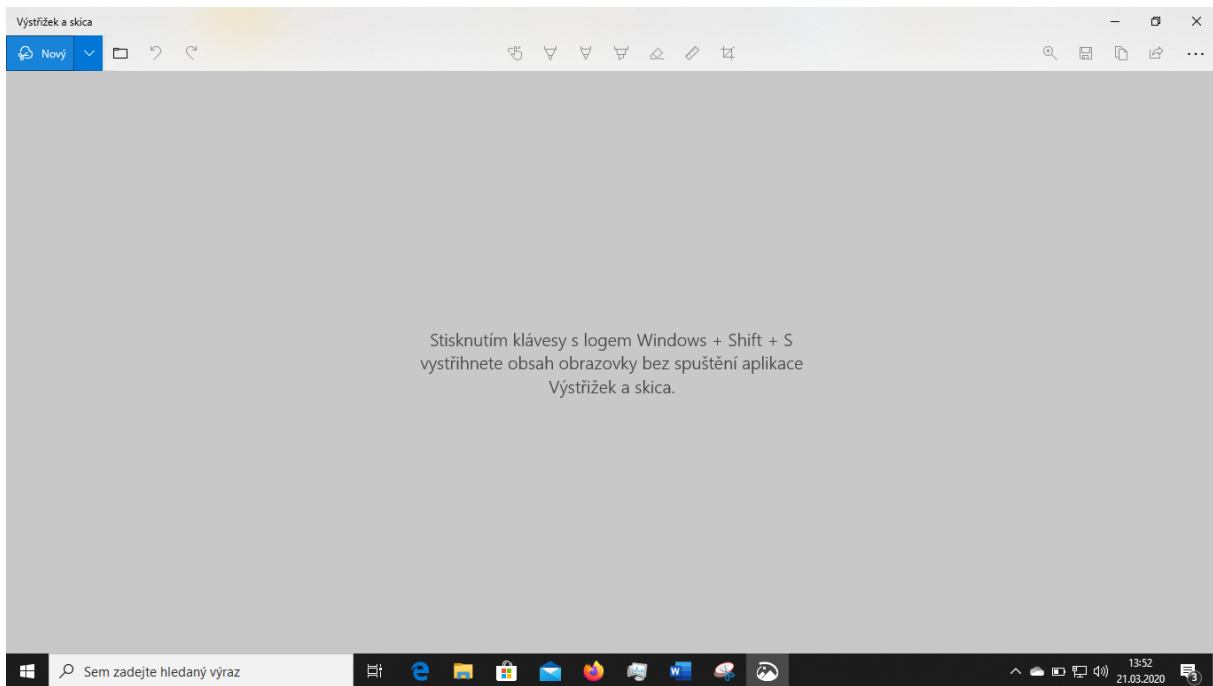 Výstřižek a skica
Nový
Stisknutím klávesy s logem Windows + Shift + S
vystřihnete obsah obrazovky bez spuštění aplikace
Výstřižek a skica.
Sem zadejte hledaný výraz
13:52
21.03.2020
3